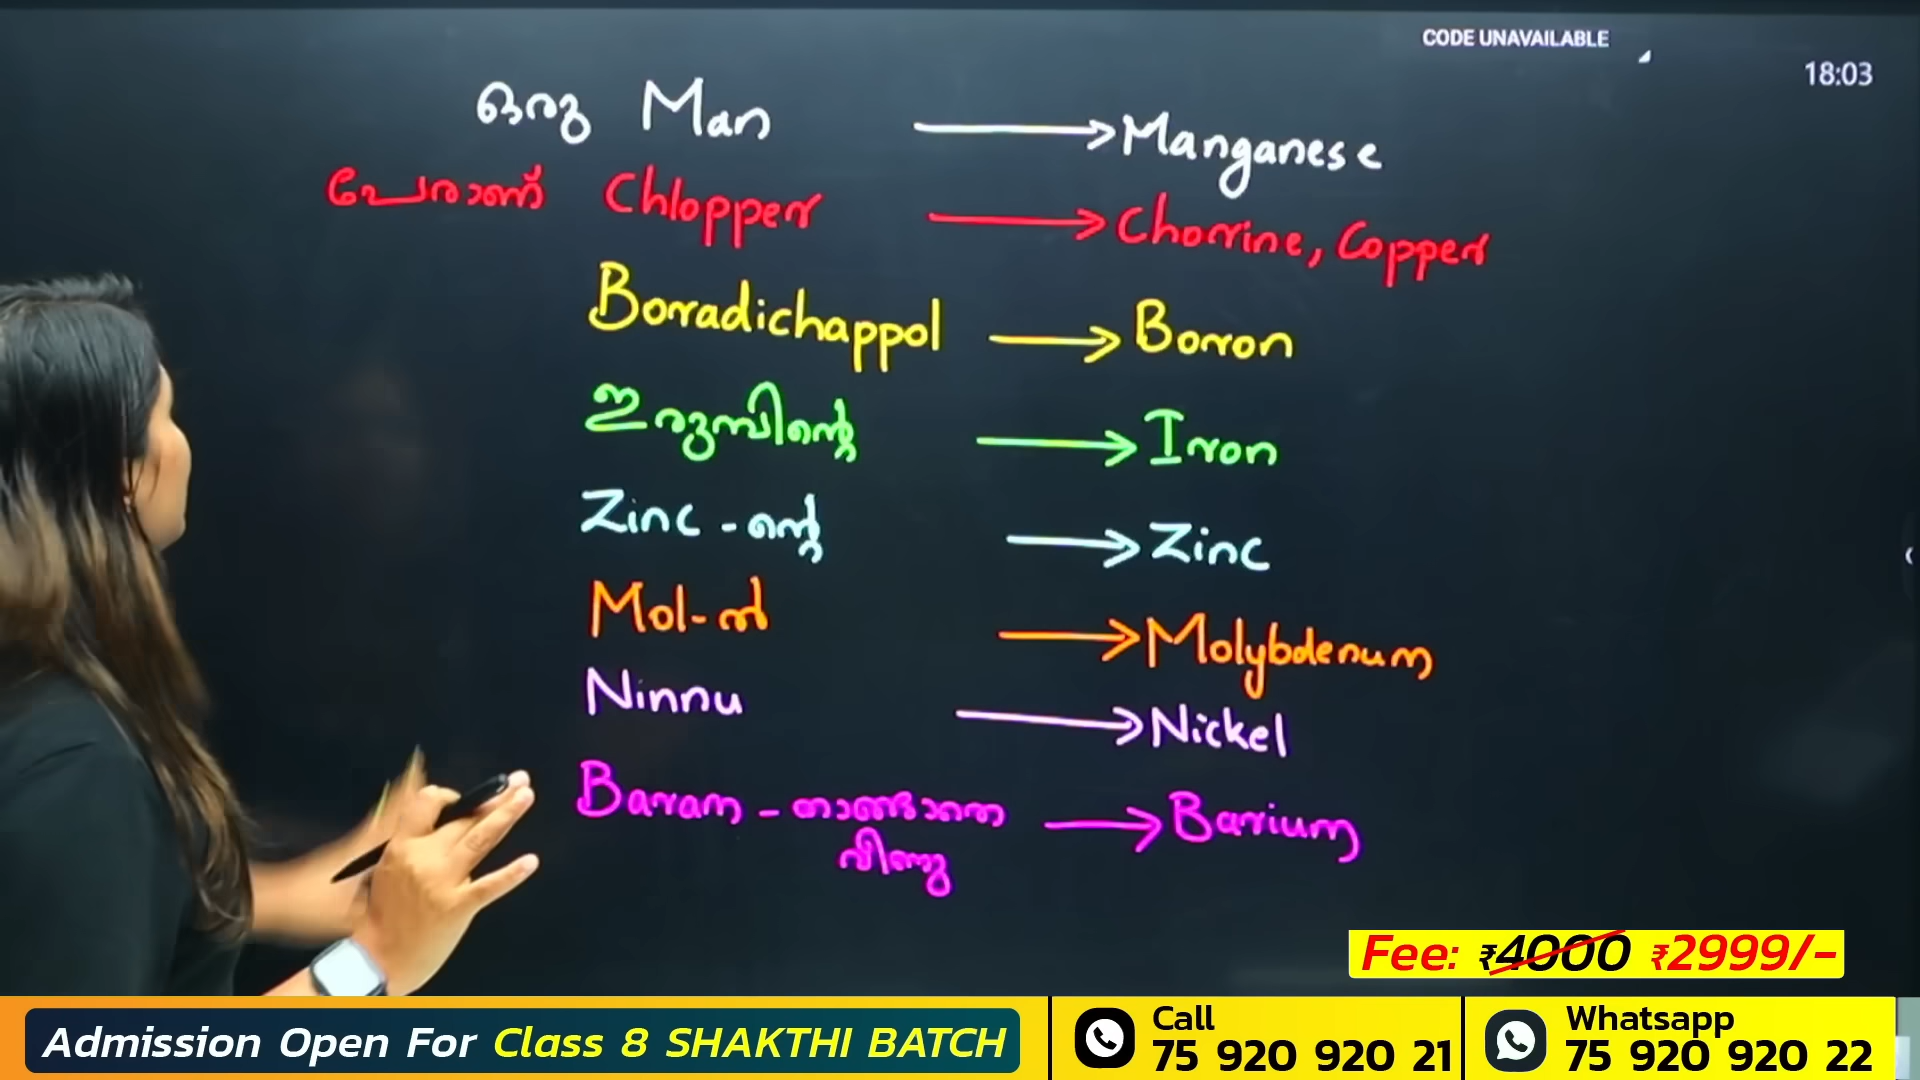 CODE UNAVAILABLE
18:03
ഒരു Man → Manganese
പേരാണ് Chlopper → Chorrine, Copper
Boradichappol → Boron
ഇരുമ്പിന്റെ → Iron
Zinc - ന്റെ → Zinc
Mol-ൽ → Molybdenum
Ninnu → Nickel
Baram - താങ്ങാതെ → Barium
വീണു
Fee: ₹4000 ₹2999/-
Admission Open For Class 8 SHAKTHI BATCH
Call
75 920 920 21
Whatsapp
75 920 920 22